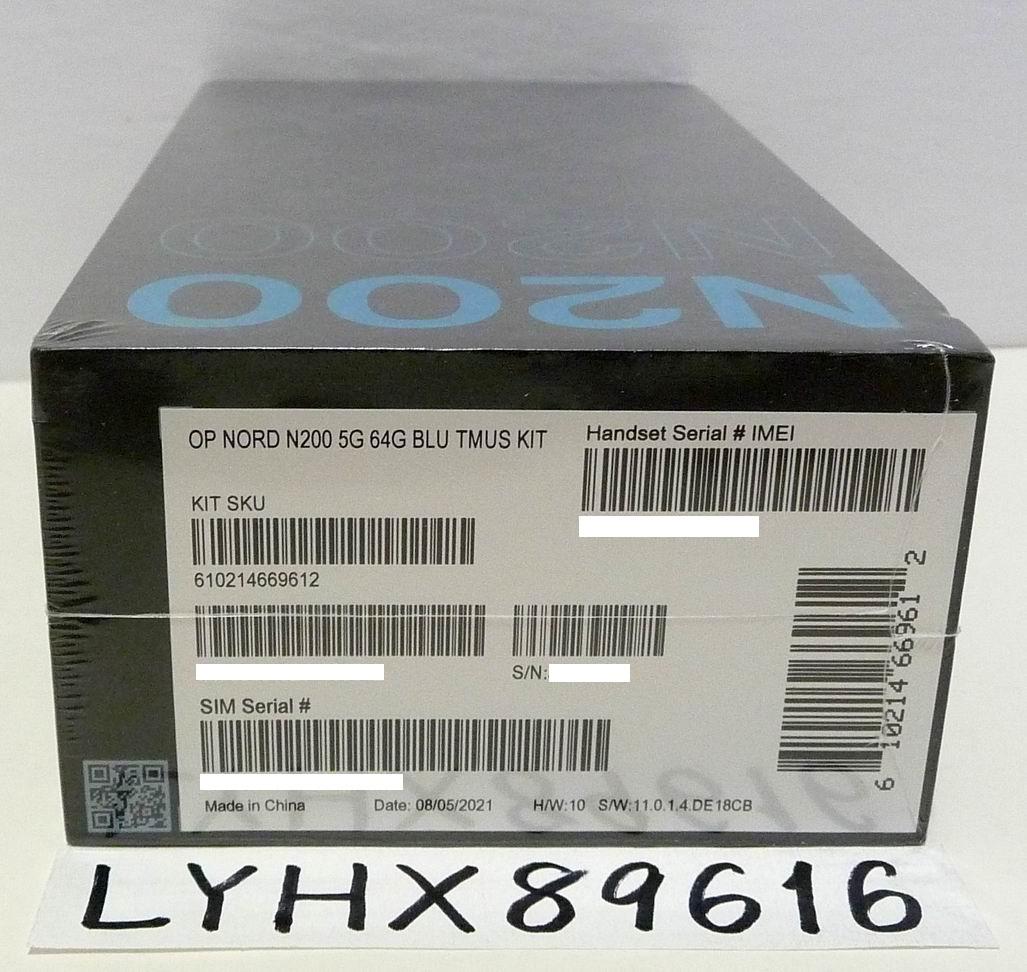 N200
N200
OP NORD N200 5G 64G BLU TMUS KIT
Handset Serial # IMEI
KIT SKU
610214669612
S/N:
SIM Serial #
6 10214 66961 2
Made in China Date: 08/05/2021 H/W:10 S/W:11.0.1.4.DE18CB
LYHX89616